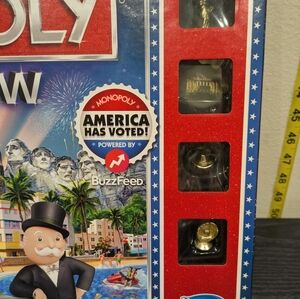 OLY
W
MONOPOLY
AMERICA
HAS VOTED!
POWERED BY
BuzzFeed